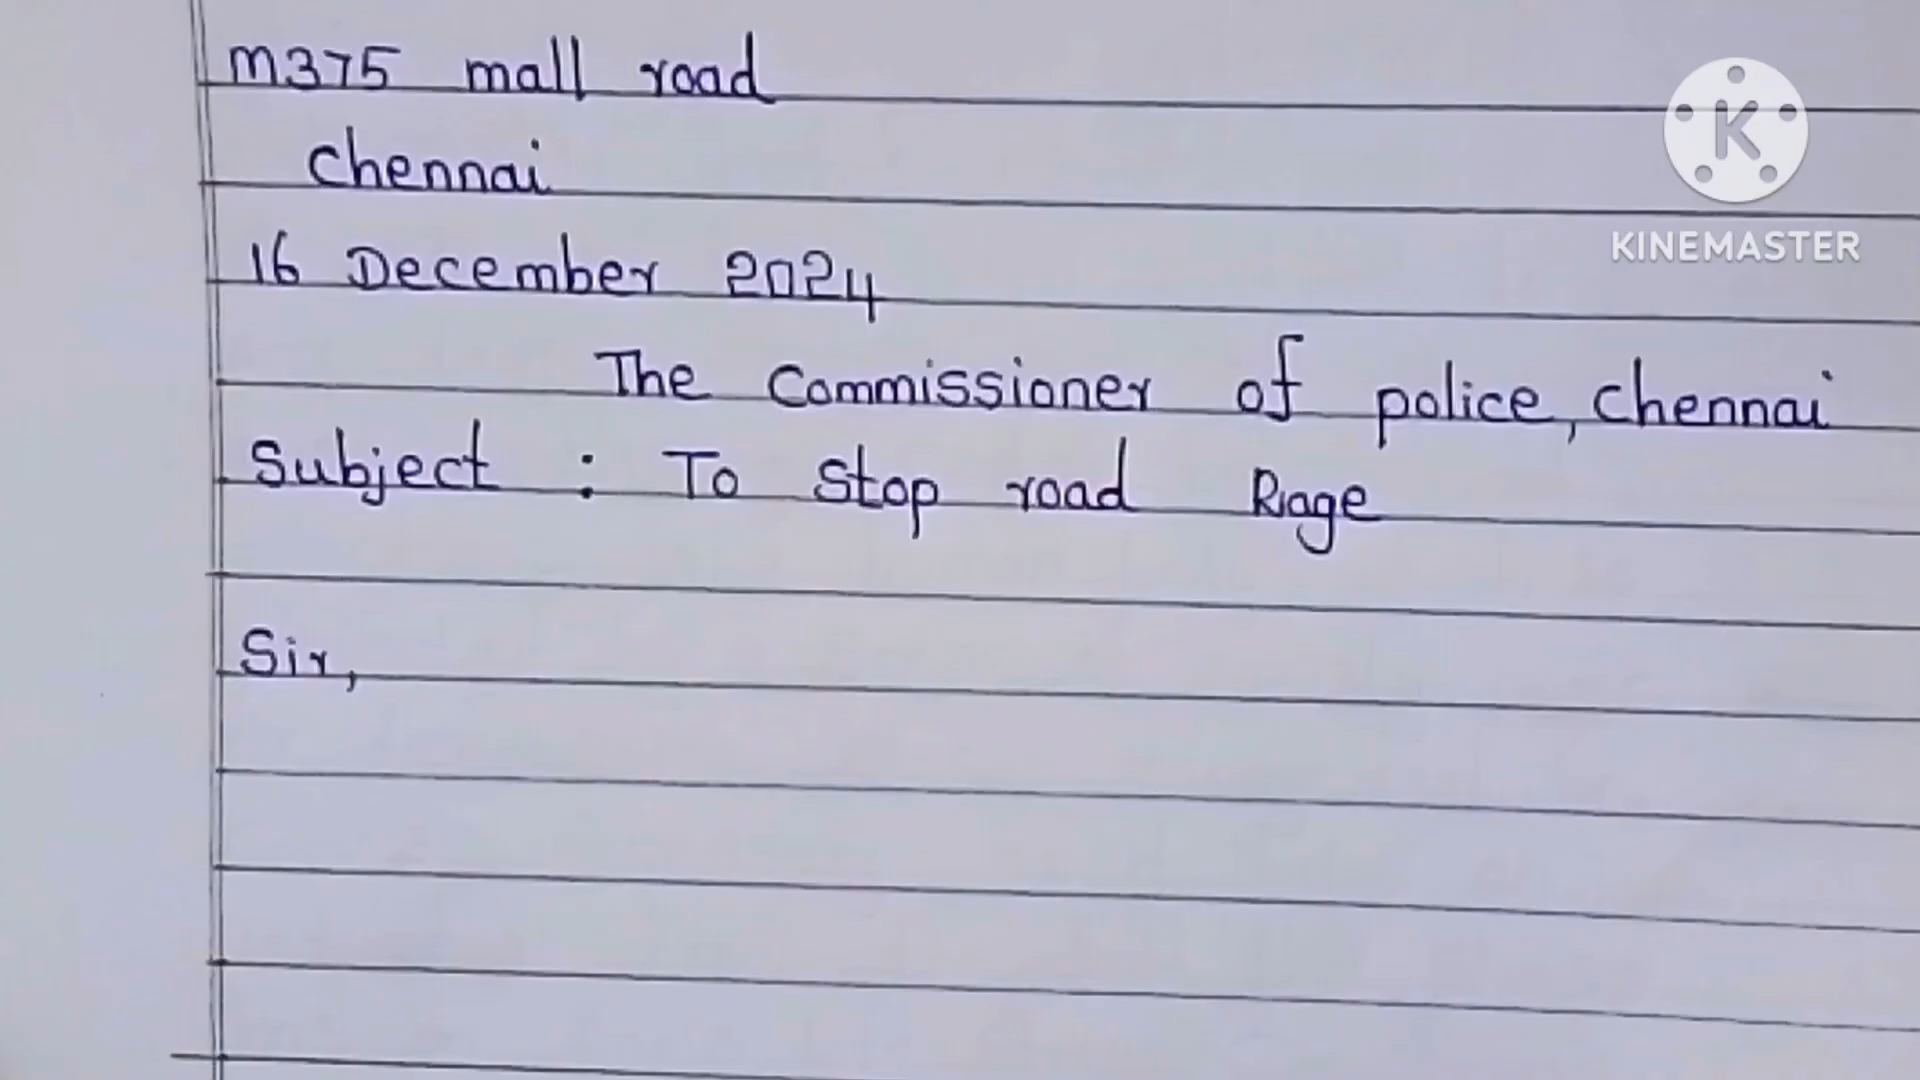 m375 mall road
Chennai
16 December 2024
The Commissioner of police, Chennai
Subject : To Stop road Rage
Sir,
K
KINEMASTER